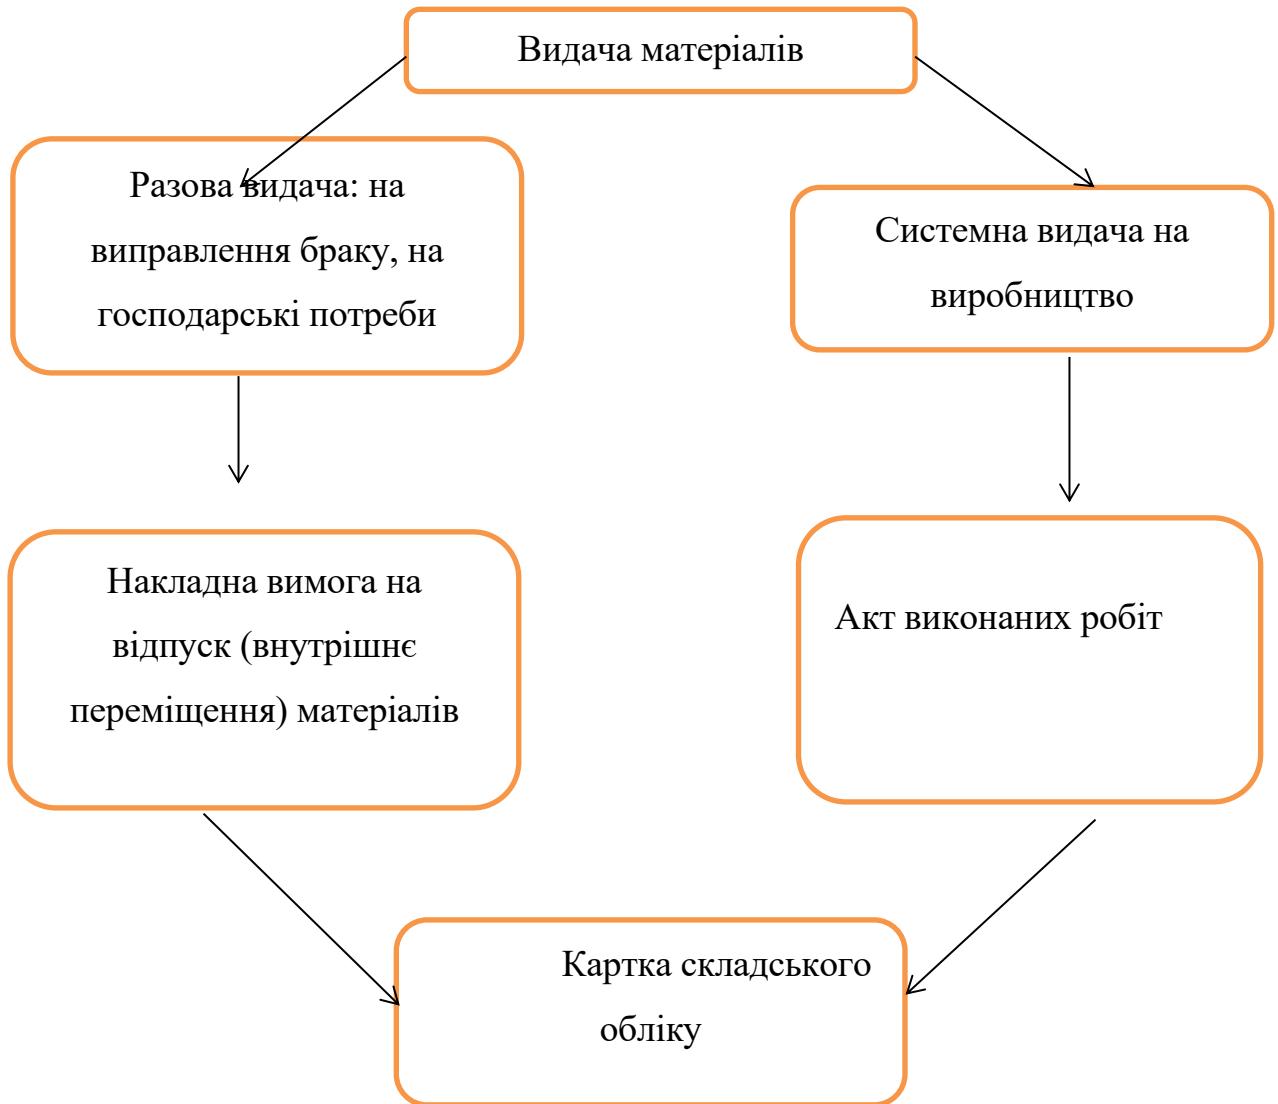 Видача матеріалів
Разова видача: на
виправлення браку, на
господарські потреби
Системна видача на
виробництво
Накладна вимога на
відпуск (внутрішнє
переміщення) матеріалів
Акт виконаних робіт
Картка складського
обліку